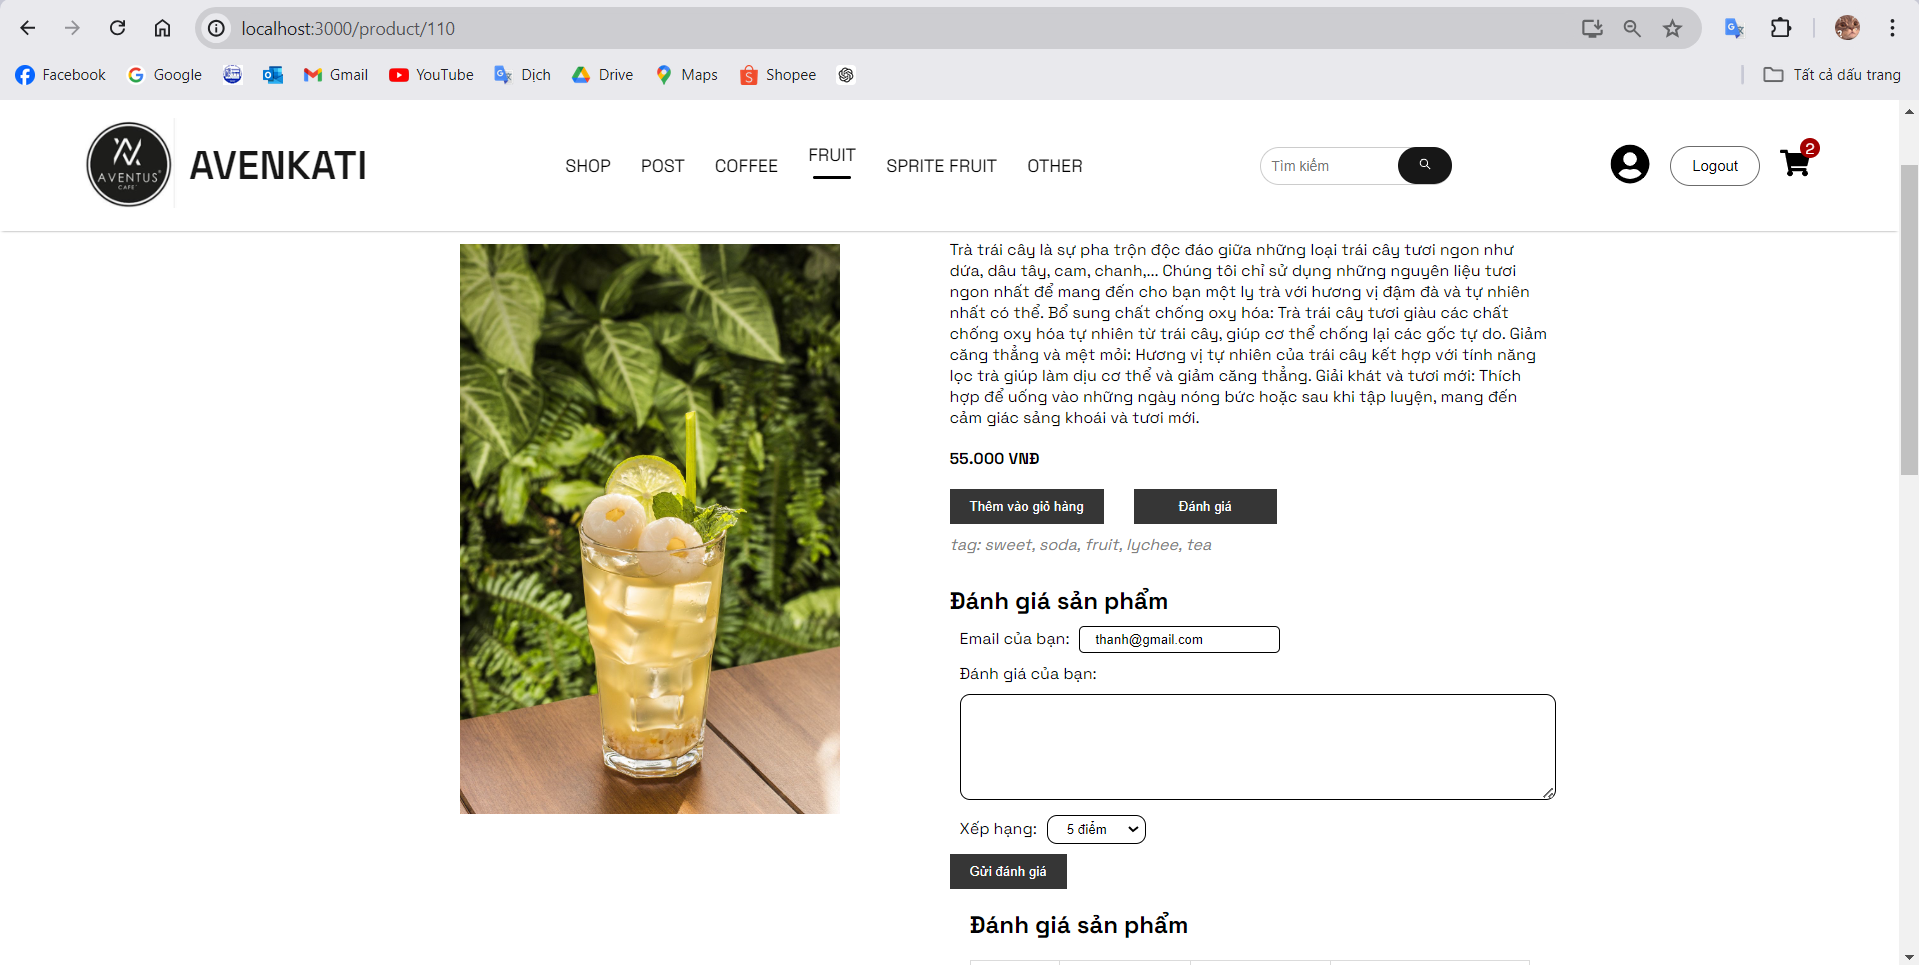 localhost:3000/product/110
Facebook
Google
Gmail
YouTube
Dịch
Drive
Maps
Shopee
Tất cả dấu trang
AVENTUS
CAFE
AVENKATI
SHOP
POST
COFFEE
FRUIT
SPRITE FRUIT
OTHER
Tìm kiếm
Logout
2
Trà trái cây là sự pha trộn độc đáo giữa những loại trái cây tươi ngon như
dứa, dâu tây, cam, chanh,... Chúng tôi chỉ sử dụng những nguyên liệu tươi
ngon nhất để mang đến cho bạn một ly trà với hương vị đậm đà và tự nhiên
nhất có thể. Bổ sung chất chống oxy hóa: Trà trái cây tươi giàu các chất
chống oxy hóa tự nhiên từ trái cây, giúp cơ thể chống lại các gốc tự do. Giảm
căng thẳng và mệt mỏi: Hương vị tự nhiên của trái cây kết hợp với tính năng
lọc trà giúp làm dịu cơ thể và giảm căng thẳng. Giải khát và tươi mới: Thích
hợp để uống vào những ngày nóng bức hoặc sau khi tập luyện, mang đến
cảm giác sảng khoái và tươi mới.
55.000 VNĐ
Thêm vào giỏ hàng
Đánh giá
tag: sweet, soda, fruit, lychee, tea
Đánh giá sản phẩm
Email của bạn:
thanh@gmail.com
Đánh giá của bạn:
Xếp hạng:
5 điểm
Gửi đánh giá
Đánh giá sản phẩm